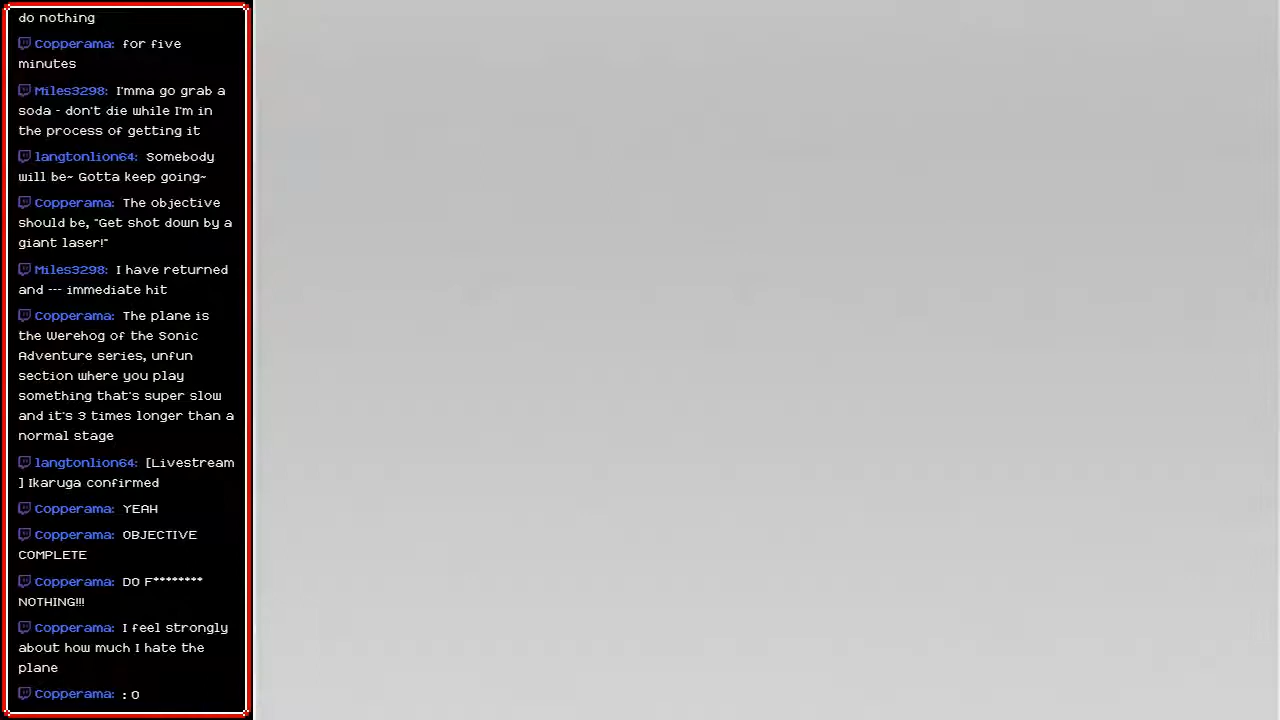 do nothing
Copperama: for five
minutes
Miles3298: I'mma go grab a
soda - don't die while I'm in
the process of getting it
langtonlion64: Somebody
will be~ Gotta keep going~
Copperama: The objective
should be, "Get shot down by a
giant laser!"
Miles3298: I have returned
and --- immediate hit
Copperama: The plane is
the Werehog of the Sonic
Adventure series, unfun
section where you play
something that's super slow
and it's 3 times longer than a
normal stage
langtonlion64: [Livestream
] Ikaruga confirmed
Copperama: YEAH
Copperama: OBJECTIVE
COMPLETE
Copperama: DO F********
NOTHING!!!
Copperama: I feel strongly
about how much I hate the
plane
Copperama: : O